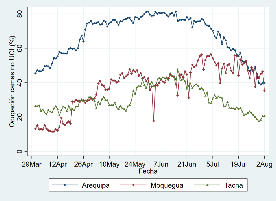 Ocupación camas en UCI (%)
80
60
40
20
0
29Mar 12Apr 26Apr 10May 24May 7Jun 21Jun 5Jul 19Jul 2Aug
Fecha
Arequipa Moquegua Tacna